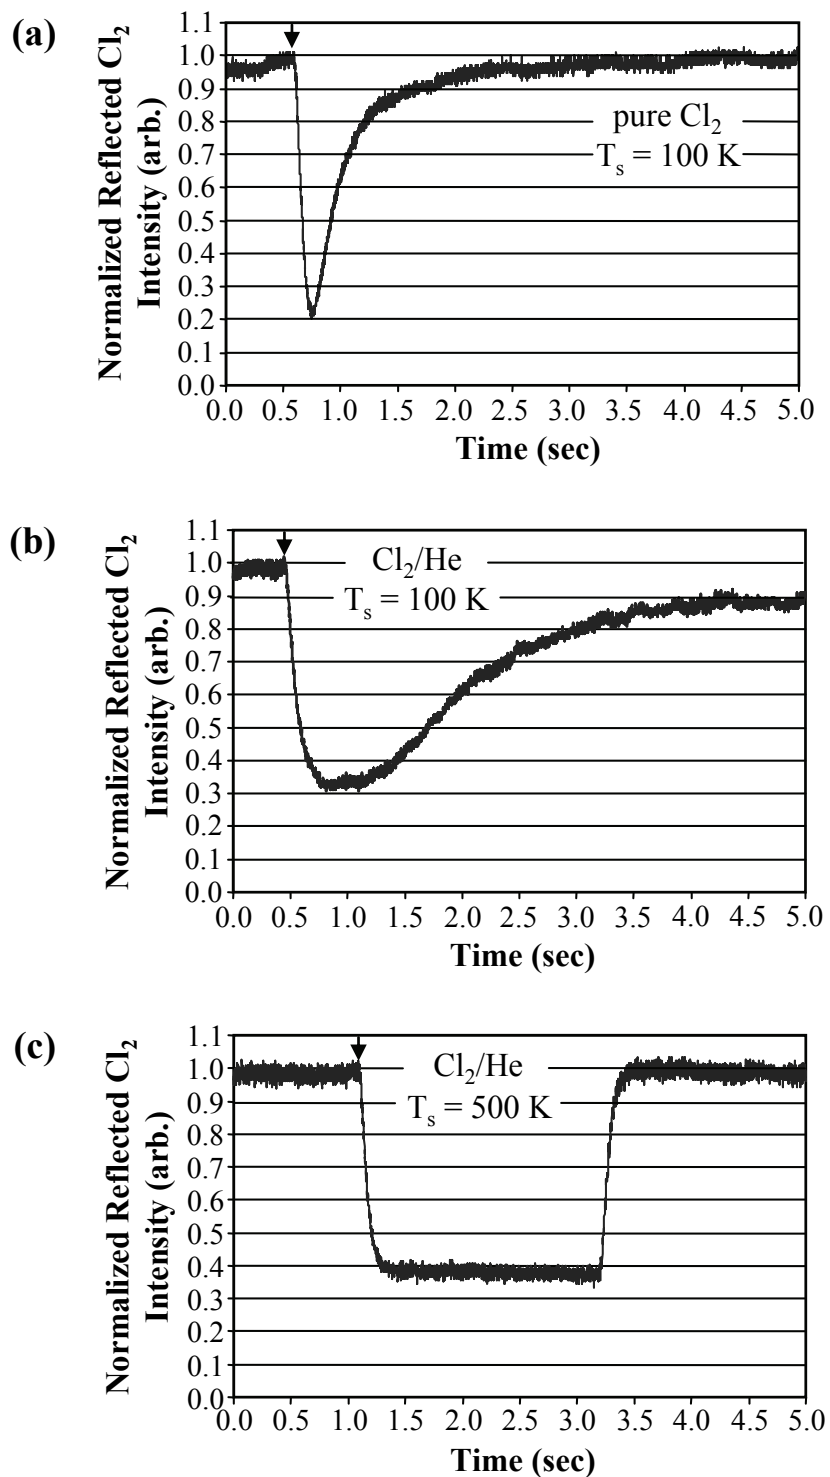 (a)
Normalized Reflected Cl₂
Intensity (arb.)
1.1
1.0
0.9
0.8
0.7
0.6
0.5
0.4
0.3
0.2
0.1
0.0
pure Cl₂
Tₛ = 100 K
0.0 0.5 1.0 1.5 2.0 2.5 3.0 3.5 4.0 4.5 5.0
Time (sec)
(b)
Normalized Reflected Cl₂
Intensity (arb.)
1.1
1.0
0.9
0.8
0.7
0.6
0.5
0.4
0.3
0.2
0.1
0.0
Cl₂/He
Tₛ = 100 K
0.0 0.5 1.0 1.5 2.0 2.5 3.0 3.5 4.0 4.5 5.0
Time (sec)
(c)
Normalized Reflected Cl₂
Intensity (arb.)
1.1
1.0
0.9
0.8
0.7
0.6
0.5
0.4
0.3
0.2
0.1
0.0
Cl₂/He
Tₛ = 500 K
0.0 0.5 1.0 1.5 2.0 2.5 3.0 3.5 4.0 4.5 5.0
Time (sec)